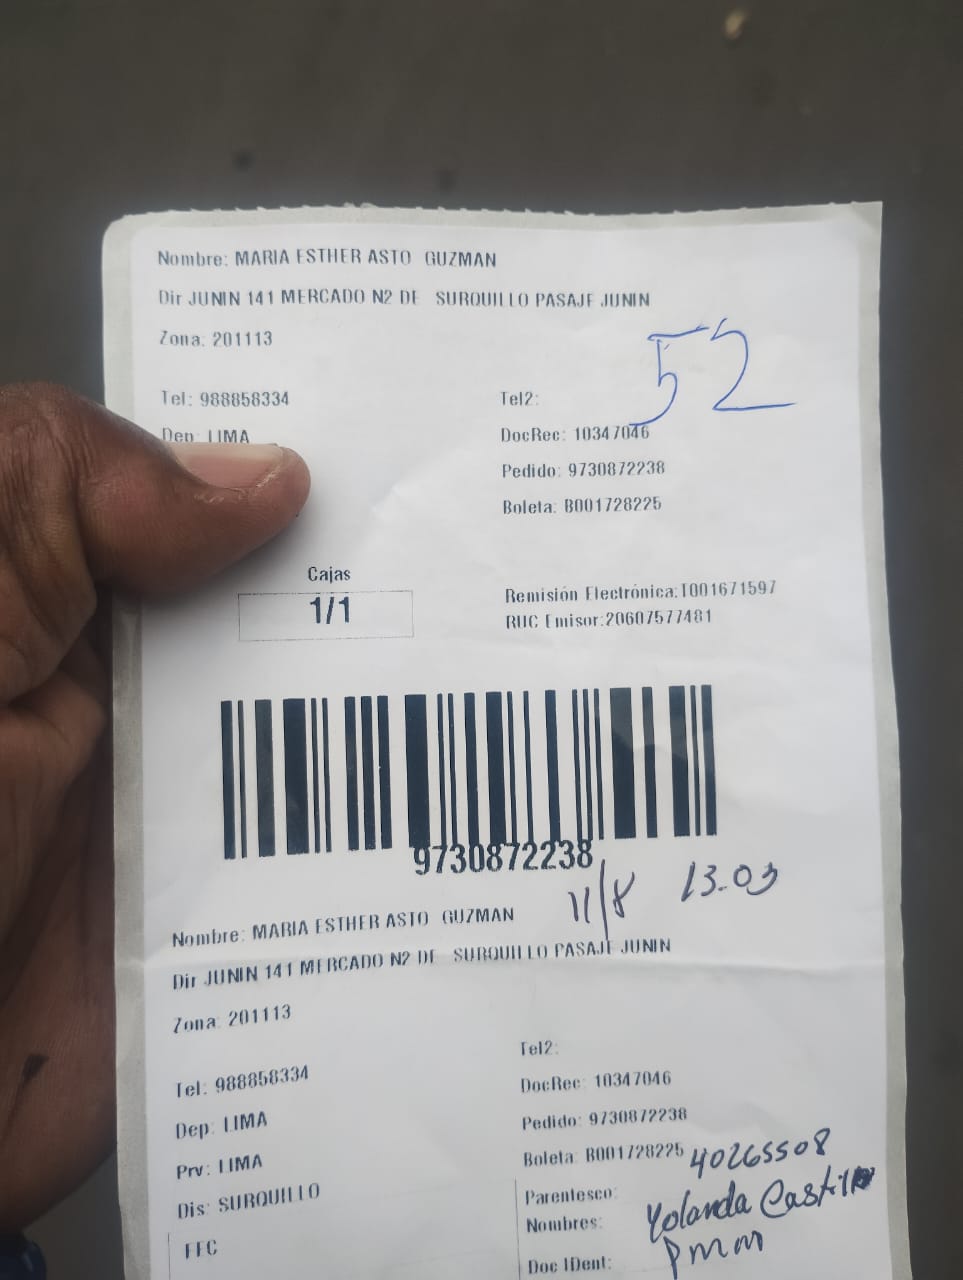 Nombre: MARIA ESTHER ASTO GUZMAN
Dir JUNIN 141 MERCADO N2 DE SURQUILLO PASAJE JUNIN
Zona: 201113
52
Tel: 988858334
Tel2:
Dep: LIMA
DocRec: 10347046
Pedido: 9730872238
Boleta: B001728225
Cajas
1/1
Remisión Electrónica:T001671597
RUC Emisor:20607577481
9730872238
11/8 13.03
Nombre: MARIA ESTHER ASTO GUZMAN
Dir JUNIN 141 MERCADO N2 DE SURQUILLO PASAJE JUNIN
Zona: 201113
Tel2:
Tel: 988858334
DocRec: 10347046
Dep: LIMA
Pedido: 9730872238
Prv: LIMA
Boleta: B001728225 40265508
Dis: SURQUILLO
Parentesco:
Nombres: Yolanda Castillo
FFC
Doc IDent: